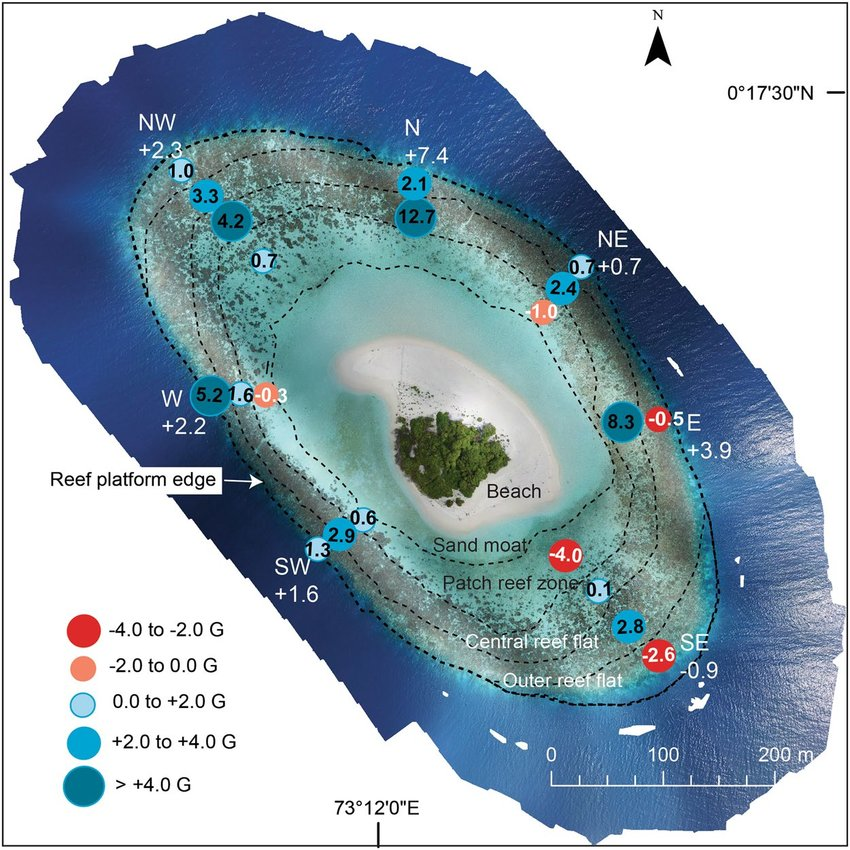 N
0°17'30"N
NW
+2.3
1.0
3.3
4.2
0.7
N
+7.4
2.1
12.7
NE
+0.7
0.7
2.4
-1.0
W
+2.2
5.2
1.6
-0.3
8.3
-0.5
E
+3.9
Reef platform edge
Beach
0.6
2.9
1.3
SW
+1.6
Sand moat
-4.0
Patch reef zone
0.1
2.8
Central reef flat
SE
-0.9
-2.6
Outer reef flat
-4.0 to -2.0 G
-2.0 to 0.0 G
0.0 to +2.0 G
+2.0 to +4.0 G
> +4.0 G
0 100 200 m
73°12'0"E